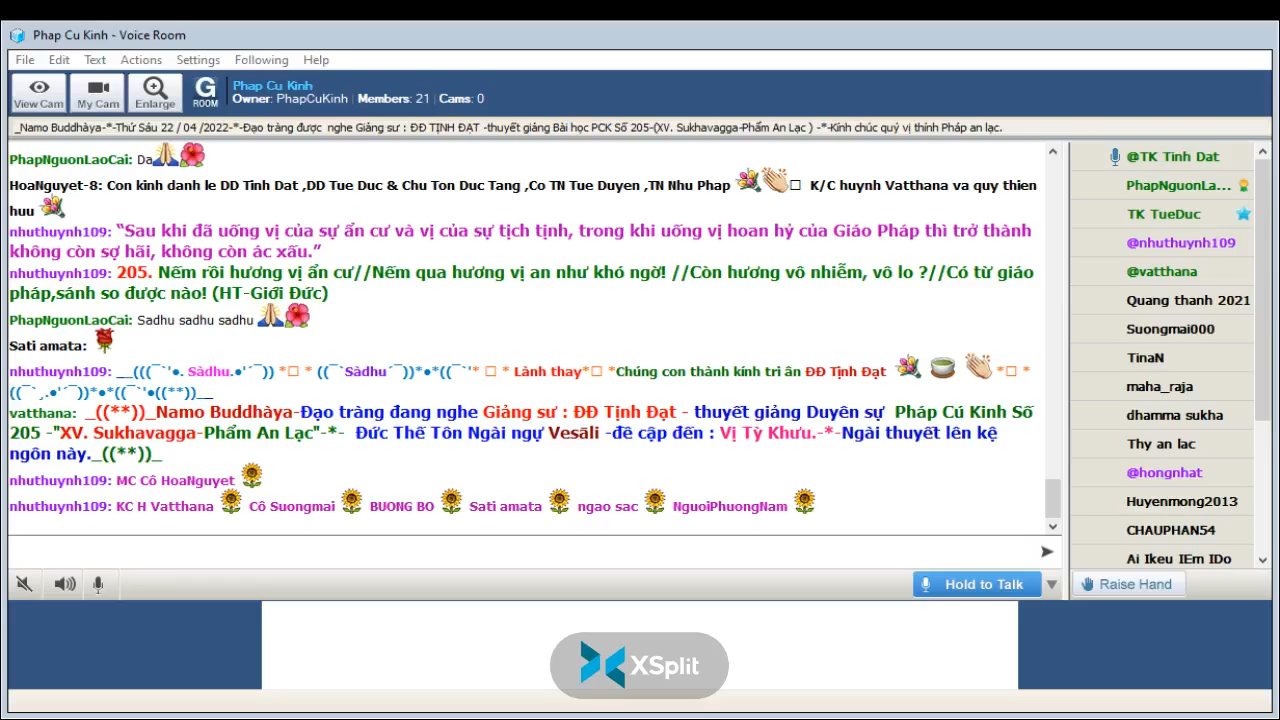 Phap Cu Kinh - Voice Room
File Edit Text Actions Settings Following Help
View Cam My Cam Enlarge G ROOM
Phap Cu Kinh
Owner: PhapCuKinh | Members: 21 | Cams: 0
_Namo Buddhàya-*-Thứ Sáu 22 / 04 /2022-*-Đạo tràng được nghe Giảng sư : ĐĐ TỊNH ĐẠT -thuyết giảng Bài học PCK Số 205-(XV. Sukhavagga-Phẩm An Lạc ) -*-Kính chúc quý vị thính Pháp an lạc.
PhapNguonLaoCai: Da
HoaNguyet-8: Con kinh danh le DD Tinh Dat ,DD Tue Duc & Chu Ton Duc Tang ,Co TN Tue Duyen ,TN Nhu Phap K/C huynh Vatthana va quy thien
huu
nhuthuynh109: “Sau khi đã uống vị của sự ẩn cư và vị của sự tịch tịnh, trong khi uống vị hoan hỷ của Giáo Pháp thì trở thành
không còn sợ hãi, không còn ác xấu.”
nhuthuynh109: 205. Nếm rồi hương vị ẩn cư//Nếm qua hương vị an như khó ngờ! //Còn hương vô nhiễm, vô lo ?//Có từ giáo
pháp,sánh so được nào! (HT-Giới Đức)
PhapNguonLaoCai: Sadhu sadhu sadhu
Sati amata:
nhuthuynh109: __(((¯`'•. Sàdhu.•'´¯)) *□ * ((¯`Sàdhu´¯))*•*((¯`'* □ * Lành thay*□ *Chúng con thành kính tri ân ĐĐ Tịnh Đạt *□ *
((¯`¸.•'´¯))*•*((¯`'•((**))__
vatthana: _((**))_Namo Buddhàya-Đạo tràng đang nghe Giảng sư : ĐĐ Tịnh Đạt - thuyết giảng Duyên sự Pháp Cú Kinh Số
205 -"XV. Sukhavagga-Phẩm An Lạc"-*- Đức Thế Tôn Ngài ngự Vesāli -đề cập đến : Vị Tỳ Khưu.-*-Ngài thuyết lên kệ
ngôn này._((**))_
nhuthuynh109: MC Cô HoaNguyet
nhuthuynh109: KC H Vatthana Cô Suongmai BUONG BO Sati amata ngao sac NguoiPhuongNam
Hold to Talk
@TK Tinh Dat
PhapNguonLa...
TK TueDuc
@nhuthuynh109
@vatthana
Quang thanh 2021
Suongmai000
TinaN
maha_raja
dhamma sukha
Thy an lac
@hongnhat
Huyenmong2013
CHAUPHAN54
Ai Ikeu IEm IDo
Raise Hand
XSplit